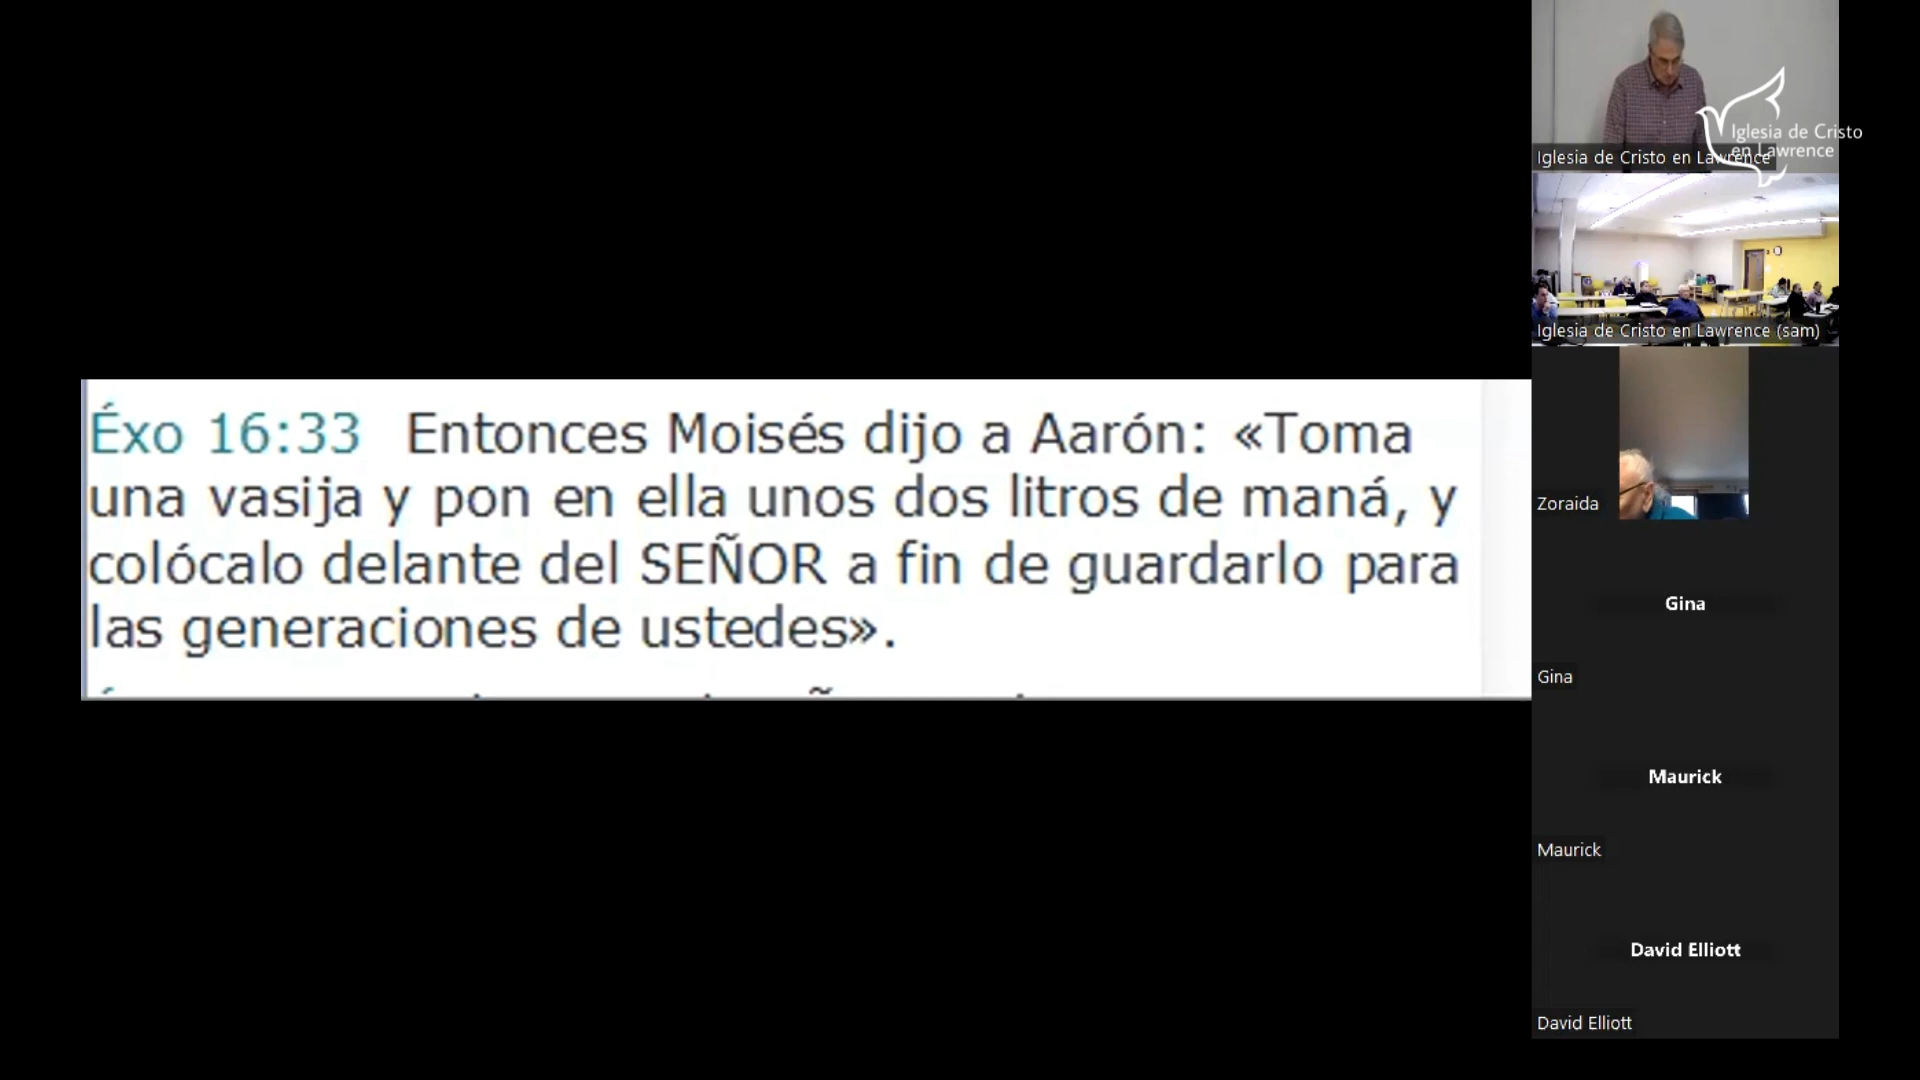 Éxo 16:33 Entonces Moisés dijo a Aarón: «Toma
una vasija y pon en ella unos dos litros de maná, y
colócalo delante del SEÑOR a fin de guardarlo para
las generaciones de ustedes».
Iglesia de Cristo
en Lawrence
Iglesia de Cristo en Lawrence
Iglesia de Cristo en Lawrence (sam)
Zoraida
Gina
Gina
Maurick
Maurick
David Elliott
David Elliott